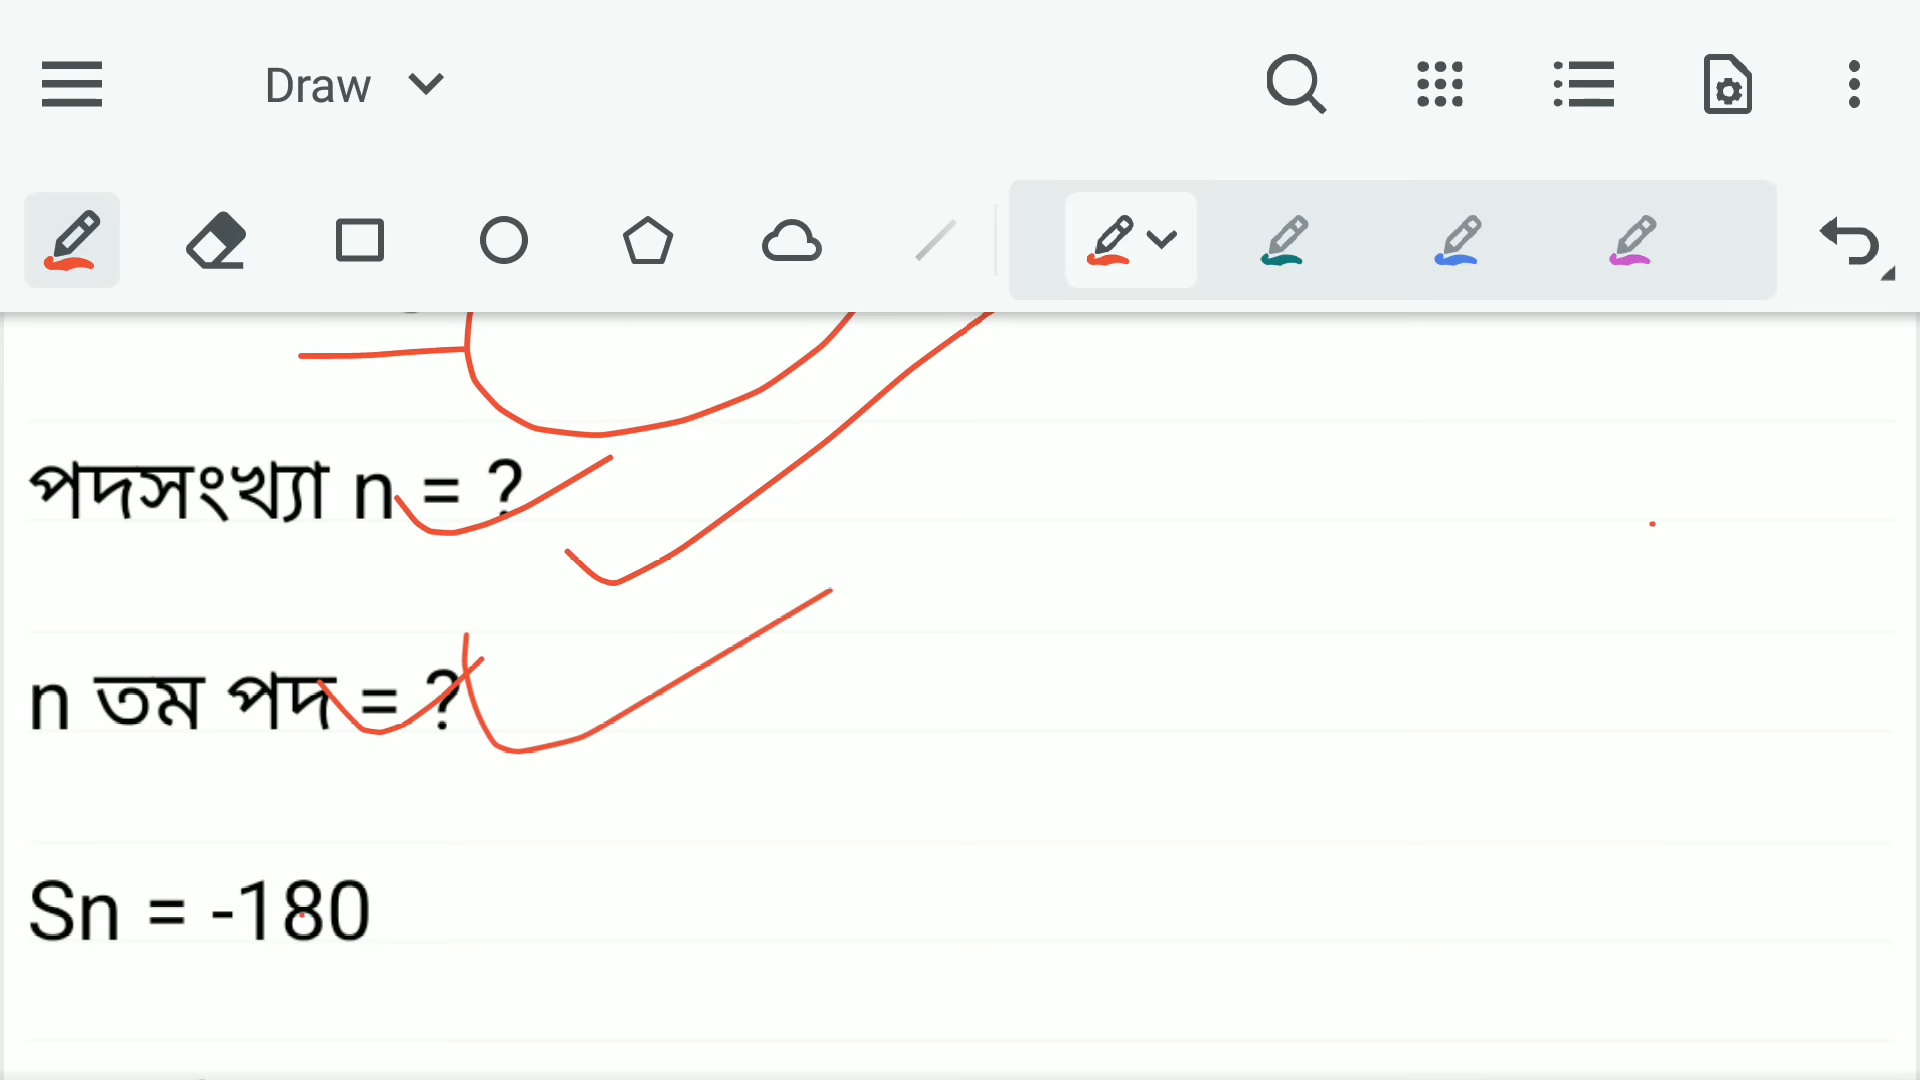 Draw
পদসংখ্যা n = ?
n তম পদ = ?
Sn = -180